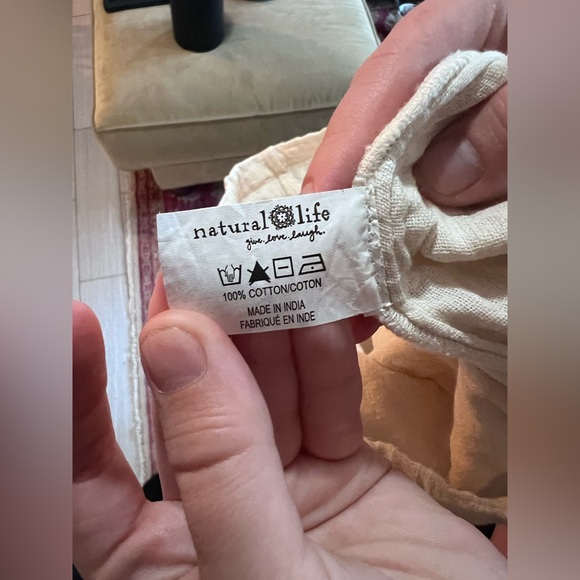 natural life
give. love. laugh.
100% COTTON/COTON
MADE IN INDIA
FABRIQUÉ EN INDE